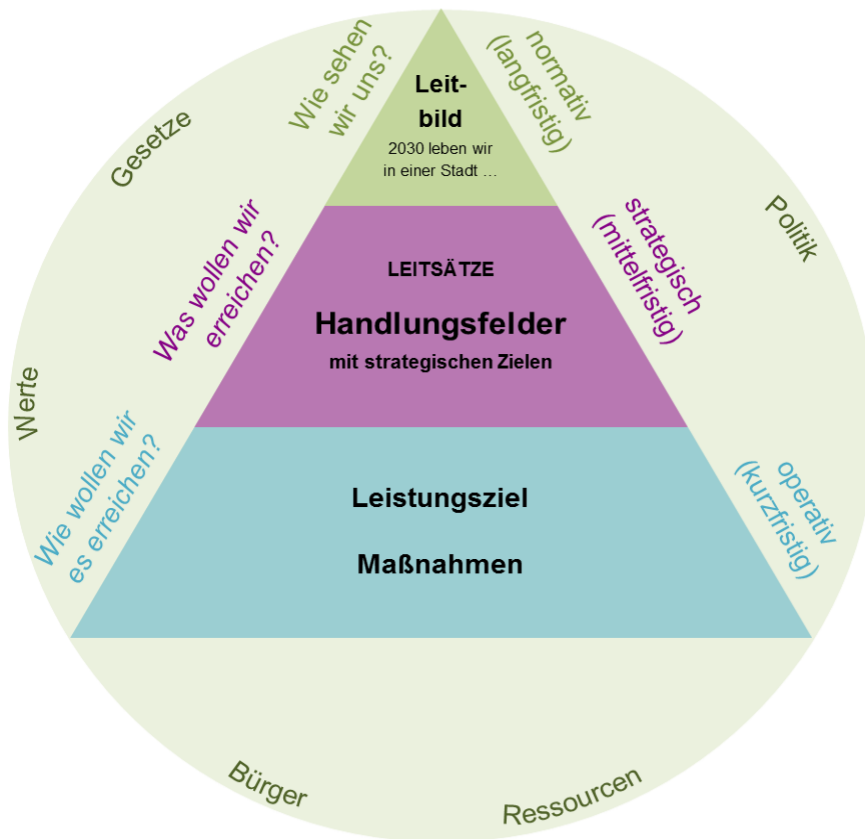 Wie sehen
wir uns?
normativ
(langfristig)
Leit-
bild
2030 leben wir
in einer Stadt ...
Gesetze
Politik
Was wollen wir
erreichen?
strategisch
(mittelfristig)
LEITSÄTZE
Handlungsfelder
mit strategischen Zielen
Werte
Wie wollen wir
es erreichen?
operativ
(kurzfristig)
Leistungsziel
Maßnahmen
Bürger
Ressourcen